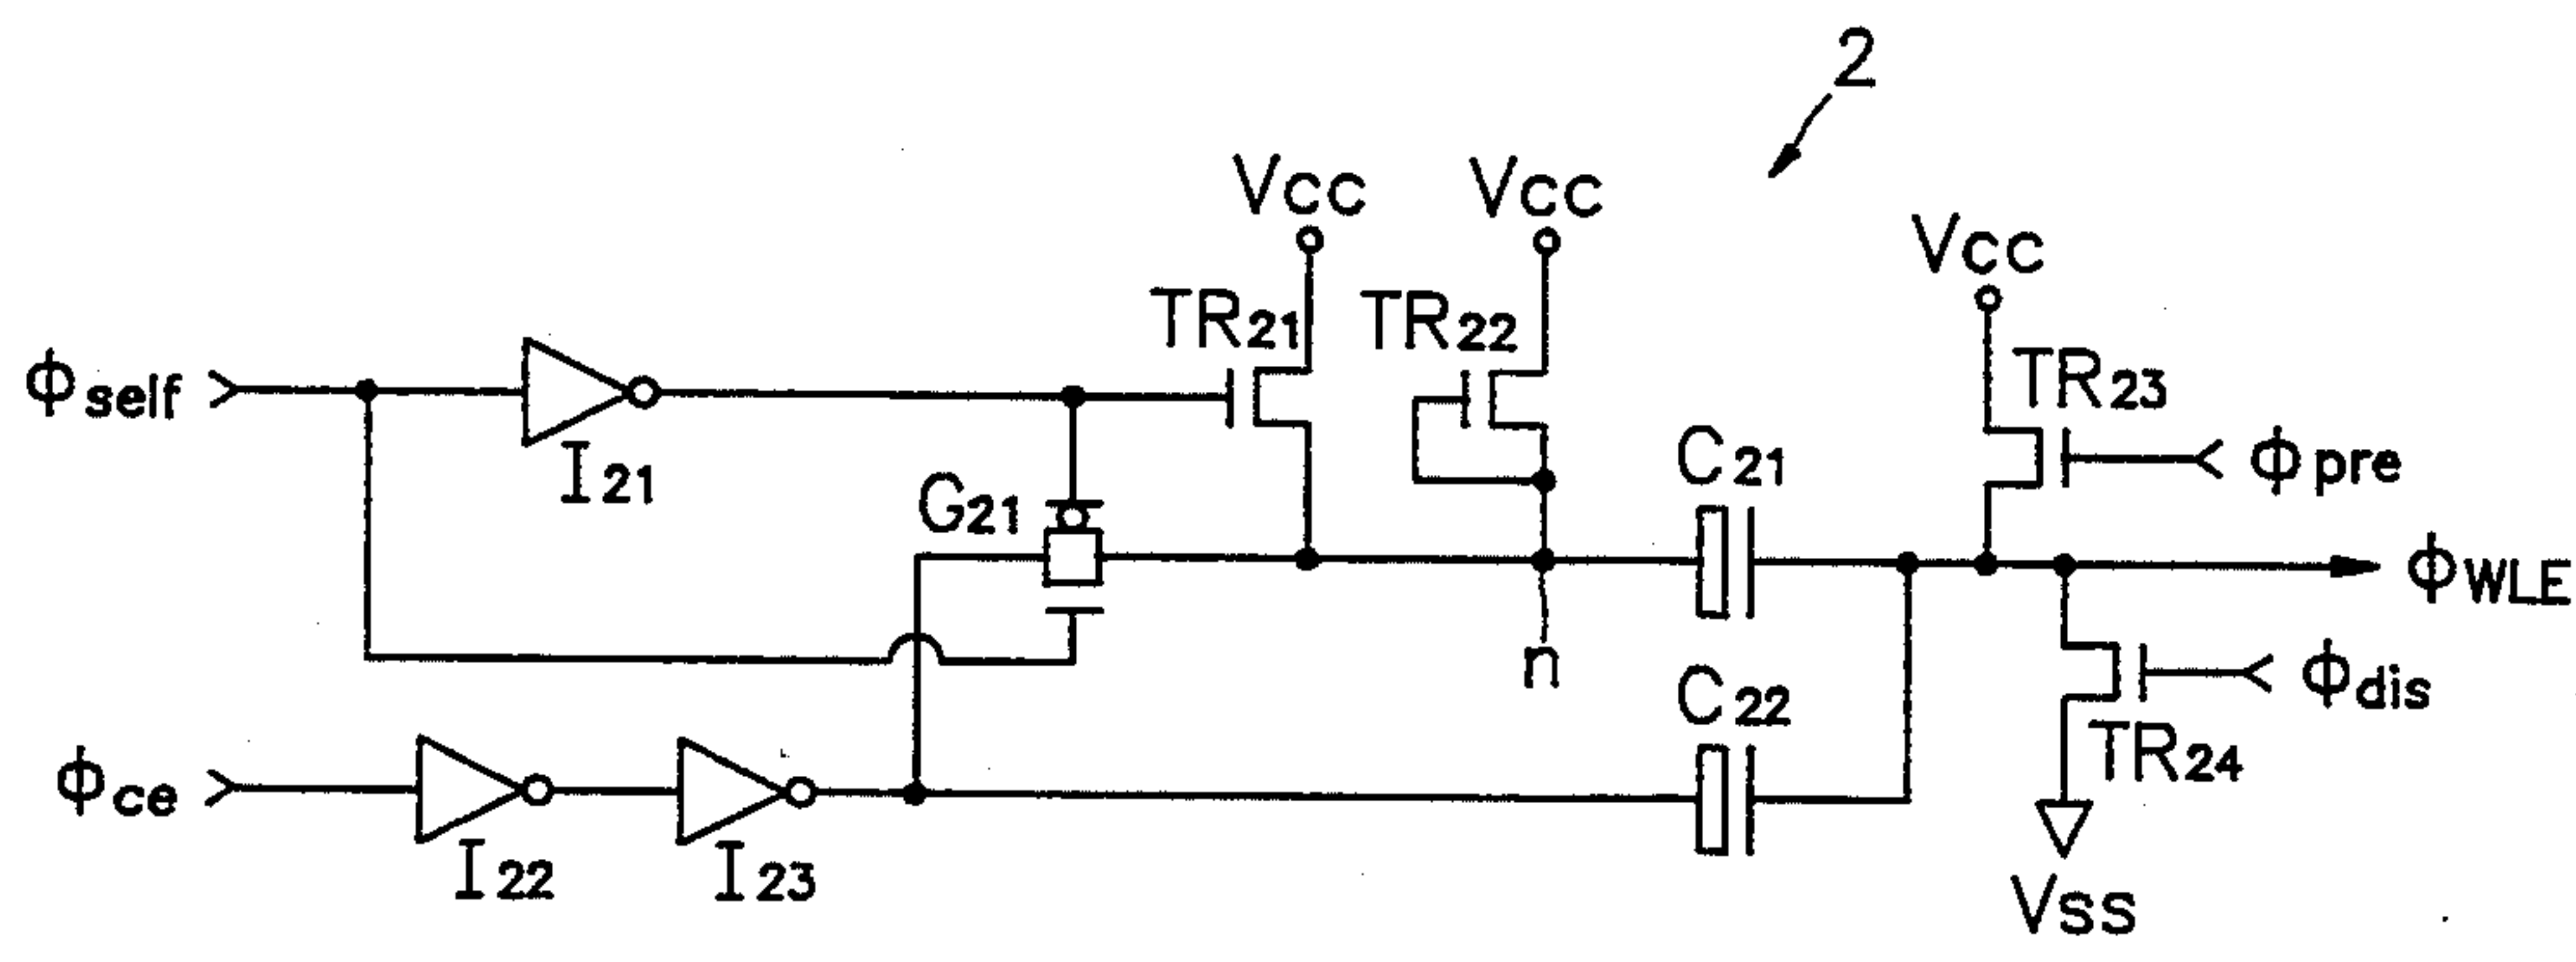 2
Vcc
Vcc
Vcc
TR21
TR22
TR23
ϕself
ϕpre
I21
G21
C21
ϕWLE
n
C22
ϕdis
TR24
ϕce
I22
I23
Vss